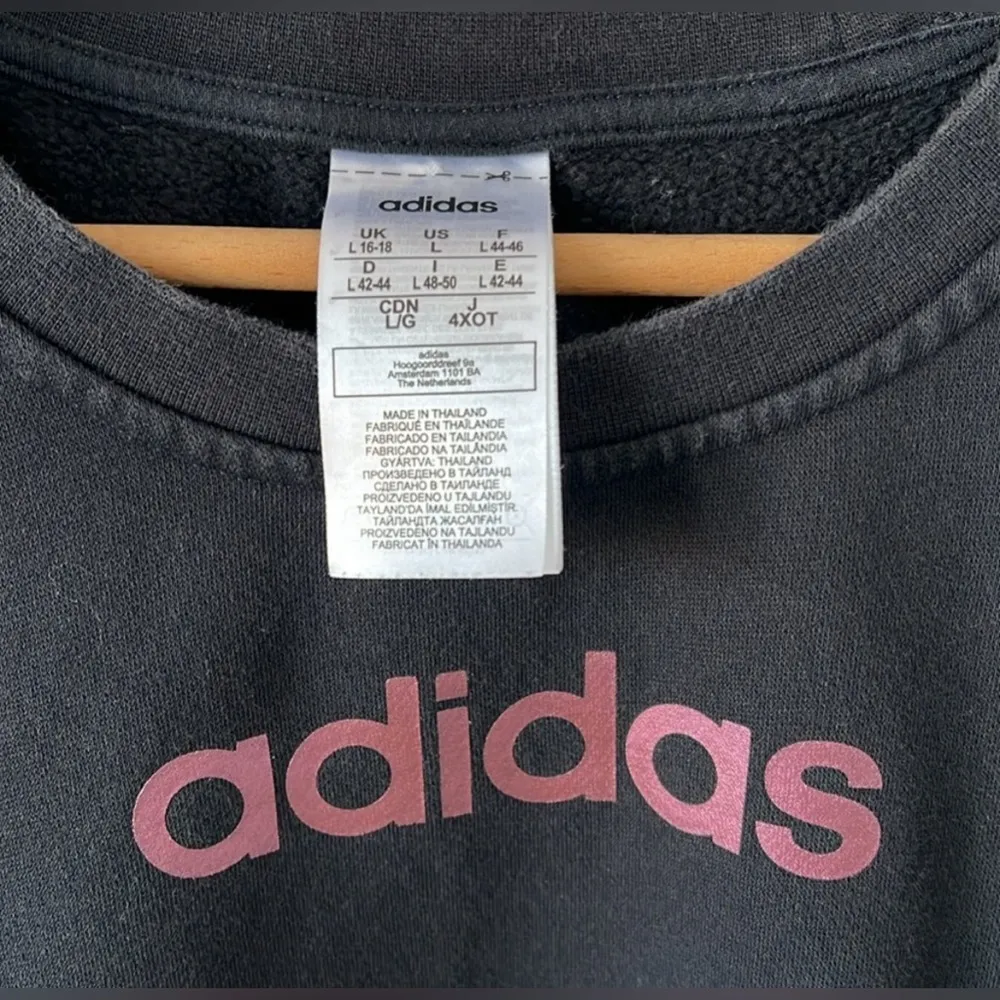 adidas
UK US F
L 16-18 L L 44-46
D I E
L 42-44 L 48-50 L 42-44
CDN J
L/G 4XOT
adidas
Hoogoorddreef 9a
Amsterdam 1101 BA
The Netherlands
MADE IN THAILAND
FABRIQUÉ EN THAÏLANDE
FABRICADO EN TAILANDIA
FABRICADO NA TAILÂNDIA
GYÁRTVA: THAILAND
ПРОИЗВЕДЕНО В ТАЙЛАНД
СДЕЛАНО В ТАИЛАНДЕ
PROIZVEDENO U TAJLANDU
TAYLAND'DA İMAL EDİLMİŞTİR.
ТАЙЛАНДТА ЖАСАЛҒАН
PROIZVEDENO NA TAJLANDU
FABRICAT ÎN THAILANDA
adidas